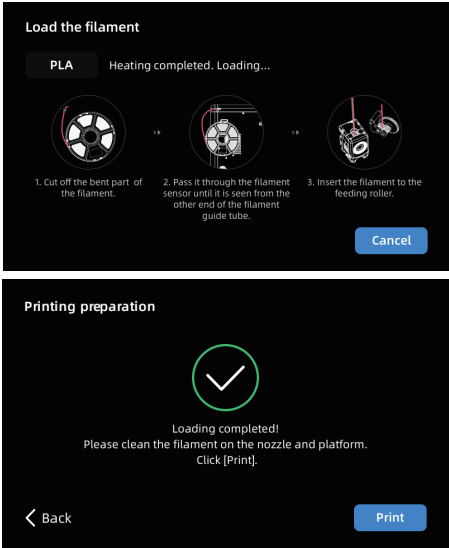 Load the filament
PLA
Heating completed. Loading...
1. Cut off the bent part of
the filament.
2. Pass it through the filament
sensor until it is seen from the
other end of the filament
guide tube.
3. Insert the filament to the
feeding roller.
Cancel
Printing preparation
Loading completed!
Please clean the filament on the nozzle and platform.
Click [Print].
Back
Print